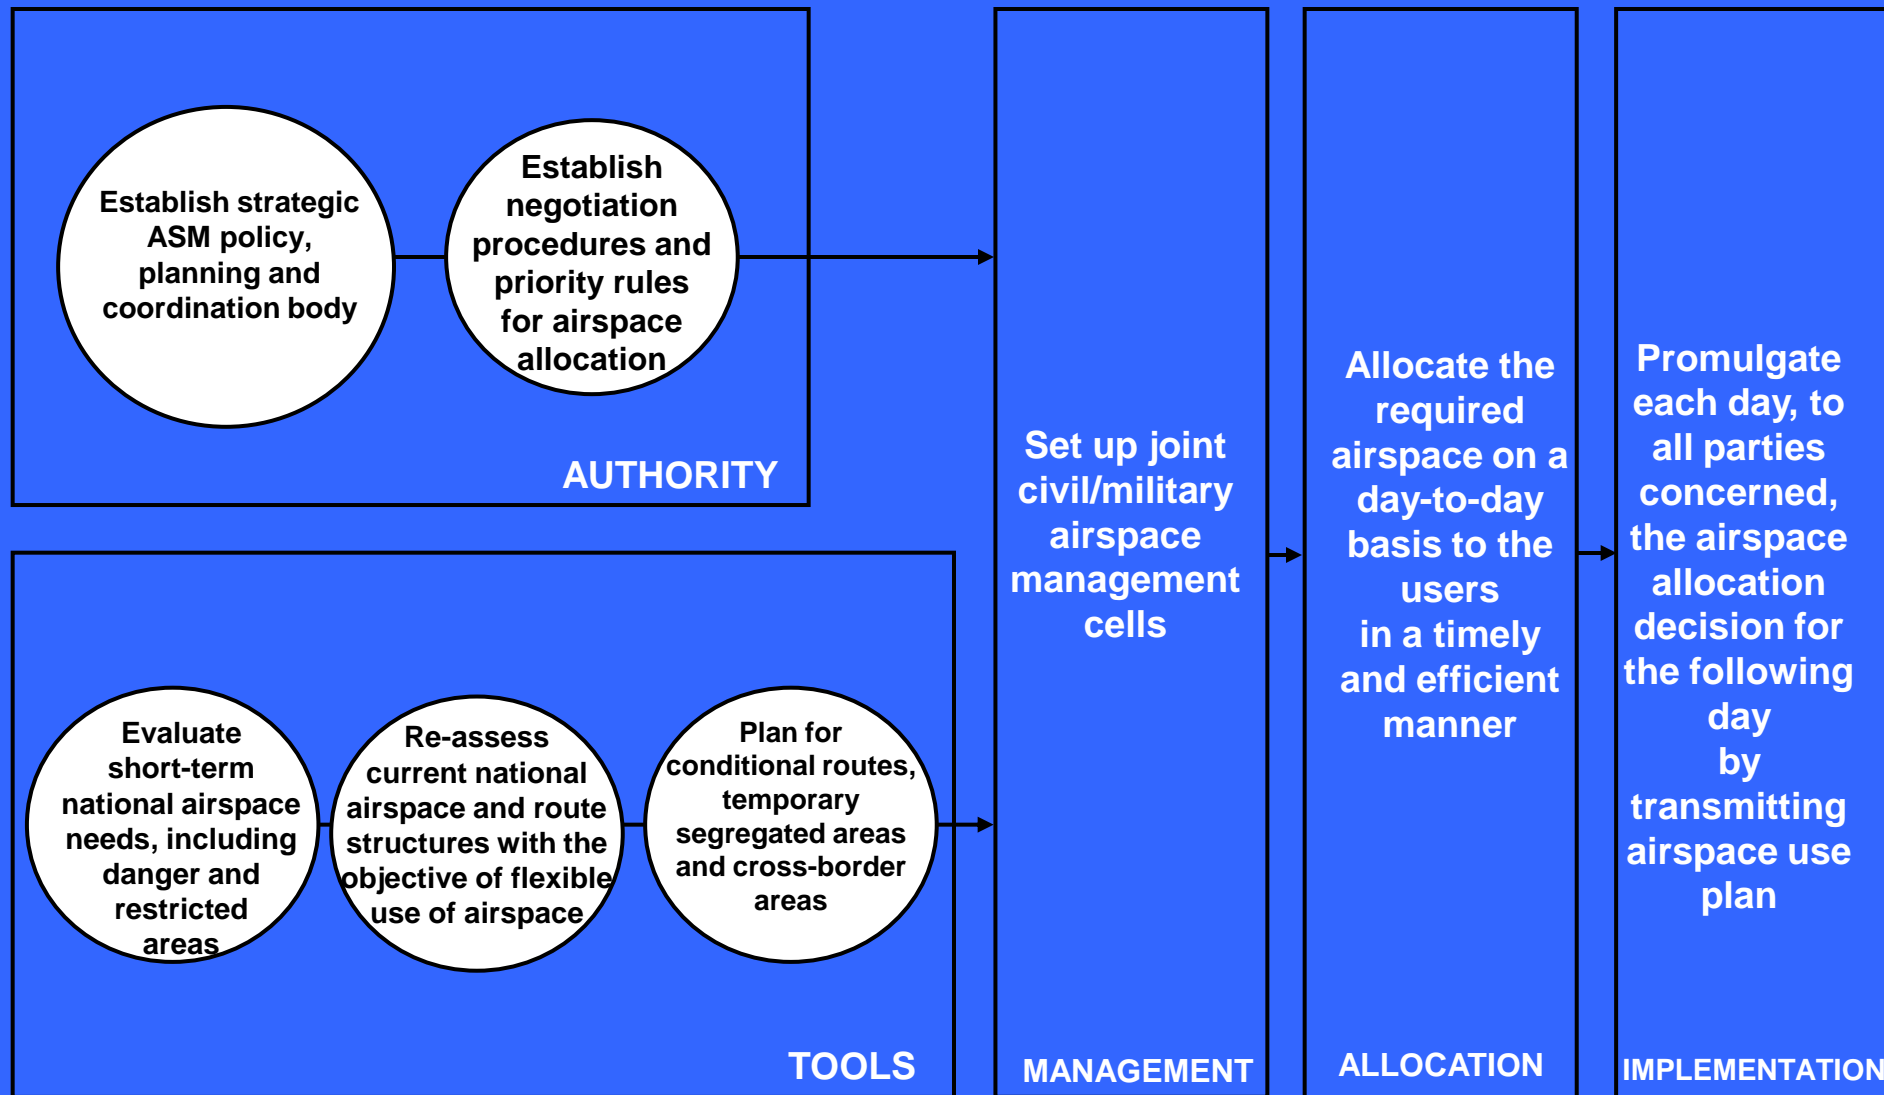 Establish strategic
ASM policy,
planning and
coordination body
Establish
negotiation
procedures and
priority rules
for airspace
allocation
AUTHORITY
Evaluate
short-term
national airspace
needs, including
danger and
restricted
areas
Re-assess
current national
airspace and route
structures with the
objective of flexible
use of airspace
Plan for
conditional routes,
temporary
segregated areas
and cross-border
areas
TOOLS
Set up joint
civil/military
airspace
management
cells
MANAGEMENT
Allocate the
required
airspace on a
day-to-day
basis to the
users
in a timely
and efficient
manner
ALLOCATION
Promulgate
each day, to
all parties
concerned,
the airspace
allocation
decision for
the following
day
by
transmitting
airspace use
plan
IMPLEMENTATION